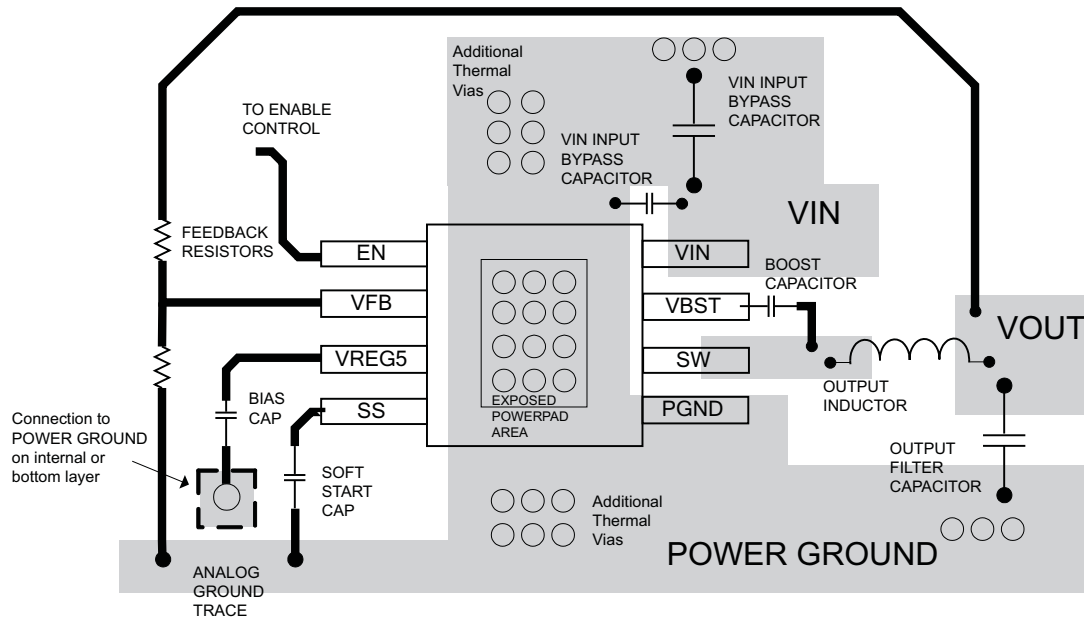 Additional
Thermal
Vias
VIN INPUT
BYPASS
CAPACITOR
TO ENABLE
CONTROL
VIN INPUT
BYPASS
CAPACITOR
VIN
FEEDBACK
RESISTORS
EN
VIN
BOOST
CAPACITOR
VFB
VBST
VOUT
VREG5
SW
OUTPUT
INDUCTOR
BIAS
CAP
SS
EXPOSED
POWERPAD
AREA
PGND
Connection to
POWER GROUND
on internal or
bottom layer
OUTPUT
FILTER
CAPACITOR
SOFT
START
CAP
Additional
Thermal
Vias
POWER GROUND
ANALOG
GROUND
TRACE